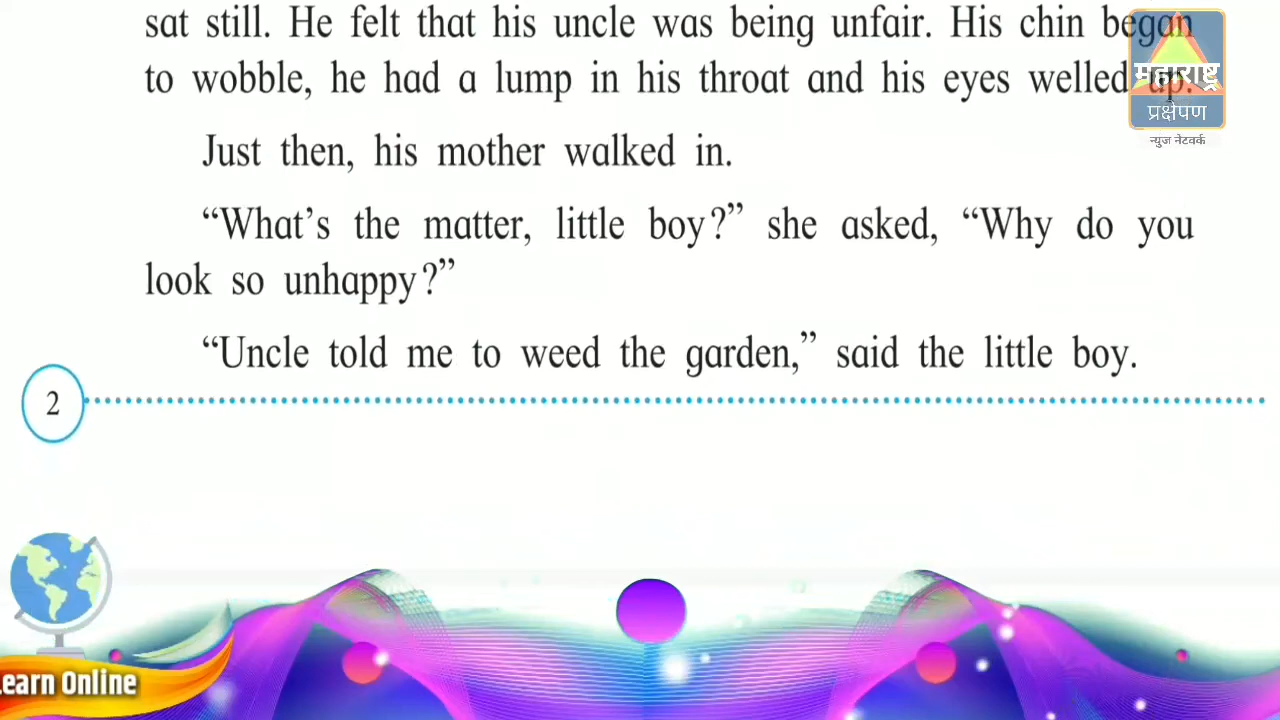 sat still. He felt that his uncle was being unfair. His chin began
to wobble, he had a lump in his throat and his eyes welled up.
Just then, his mother walked in.
“What’s the matter, little boy?” she asked, “Why do you
look so unhappy?”
“Uncle told me to weed the garden,” said the little boy.
2
महाराष्ट्र
प्रक्षेपण
न्युज नेटवर्क
earn Online